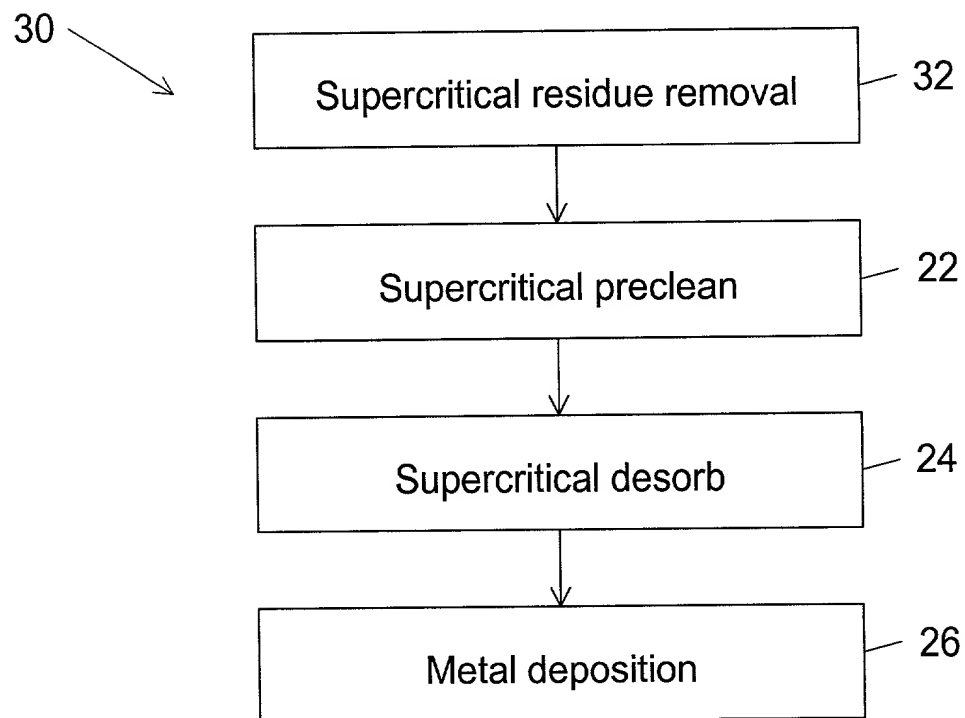 30
Supercritical residue removal
32
Supercritical preclean
22
Supercritical desorb
24
Metal deposition
26